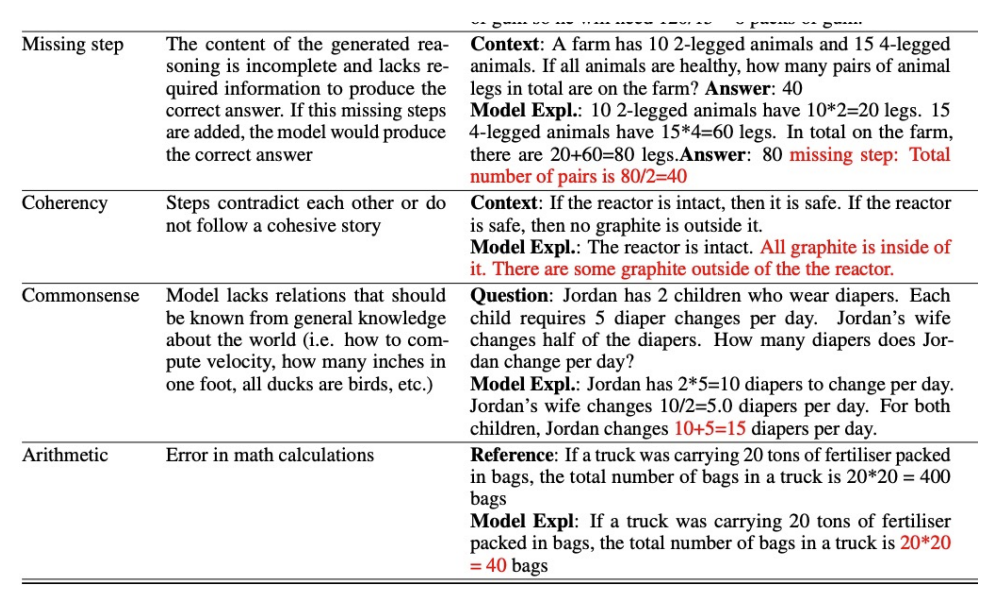 Missing step
The content of the generated rea-
soning is incomplete and lacks re-
quired information to produce the
correct answer. If this missing steps
are added, the model would produce
the correct answer
Context: A farm has 10 2-legged animals and 15 4-legged
animals. If all animals are healthy, how many pairs of animal
legs in total are on the farm? Answer: 40
Model Expl.: 10 2-legged animals have 10*2=20 legs. 15
4-legged animals have 15*4=60 legs. In total on the farm,
there are 20+60=80 legs.Answer: 80 missing step: Total
number of pairs is 80/2=40
Coherency
Steps contradict each other or do
not follow a cohesive story
Context: If the reactor is intact, then it is safe. If the reactor
is safe, then no graphite is outside it.
Model Expl.: The reactor is intact. All graphite is inside of
it. There are some graphite outside of the the reactor.
Commonsense
Model lacks relations that should
be known from general knowledge
about the world (i.e. how to com-
pute velocity, how many inches in
one foot, all ducks are birds, etc.)
Question: Jordan has 2 children who wear diapers. Each
child requires 5 diaper changes per day. Jordan's wife
changes half of the diapers. How many diapers does Jor-
dan change per day?
Model Expl.: Jordan has 2*5=10 diapers to change per day.
Jordan's wife changes 10/2=5.0 diapers per day. For both
children, Jordan changes 10+5=15 diapers per day.
Arithmetic
Error in math calculations
Reference: If a truck was carrying 20 tons of fertiliser packed
in bags, the total number of bags in a truck is 20*20 = 400
bags
Model Expl: If a truck was carrying 20 tons of fertiliser
packed in bags, the total number of bags in a truck is 20*20
= 40 bags